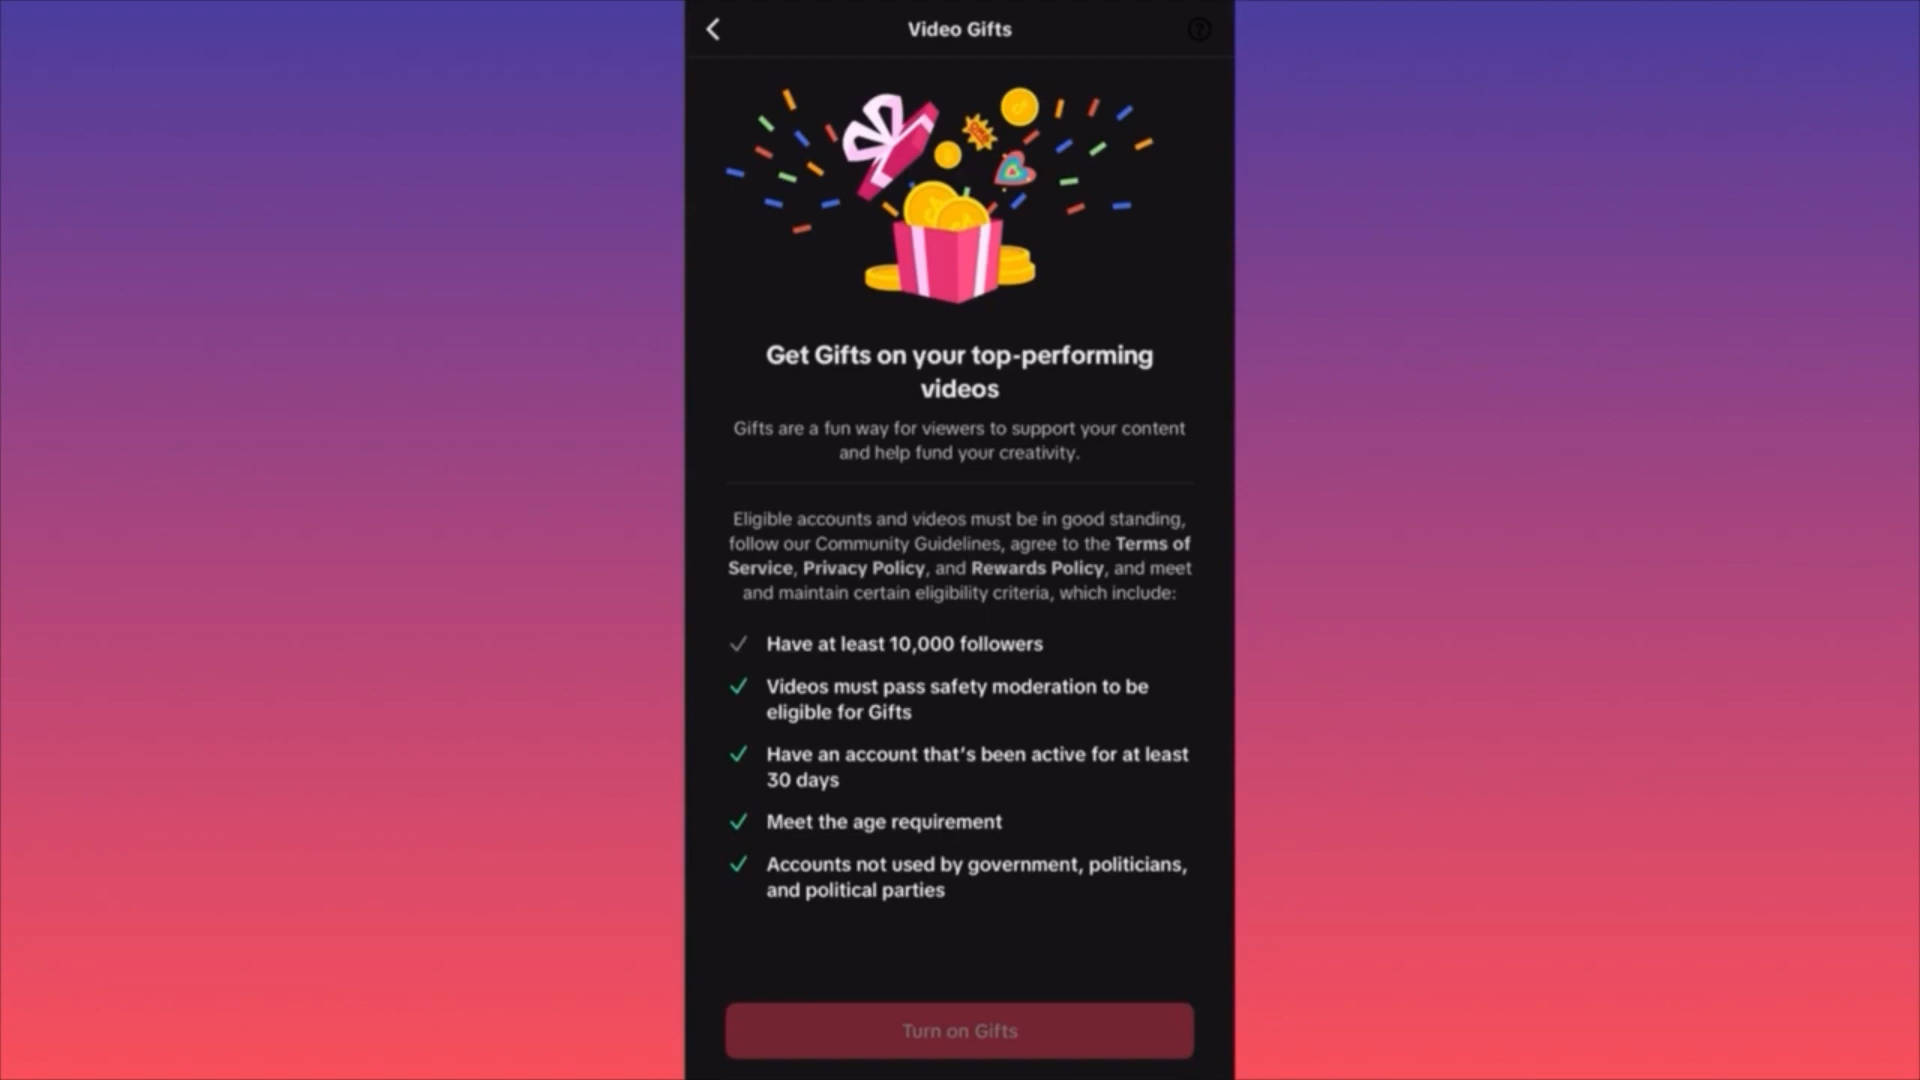 Video Gifts
Get Gifts on your top-performing
videos
Gifts are a fun way for viewers to support your content
and help fund your creativity.
Eligible accounts and videos must be in good standing,
follow our Community Guidelines, agree to the Terms of
Service, Privacy Policy, and Rewards Policy, and meet
and maintain certain eligibility criteria, which include:
Have at least 10,000 followers
Videos must pass safety moderation to be
eligible for Gifts
Have an account that's been active for at least
30 days
Meet the age requirement
Accounts not used by government, politicians,
and political parties
Turn on Gifts